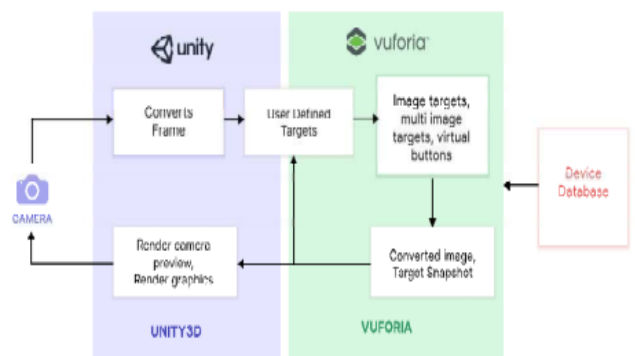 unity
vuforia™
Converts
Frame
User Defined
Targets
Image targets,
multi image
targets, virtual
buttons
Device
Database
CAMERA
Render camera
preview,
Render graphics
Converted image,
Target Snapshot
UNITY3D
VUFORIA